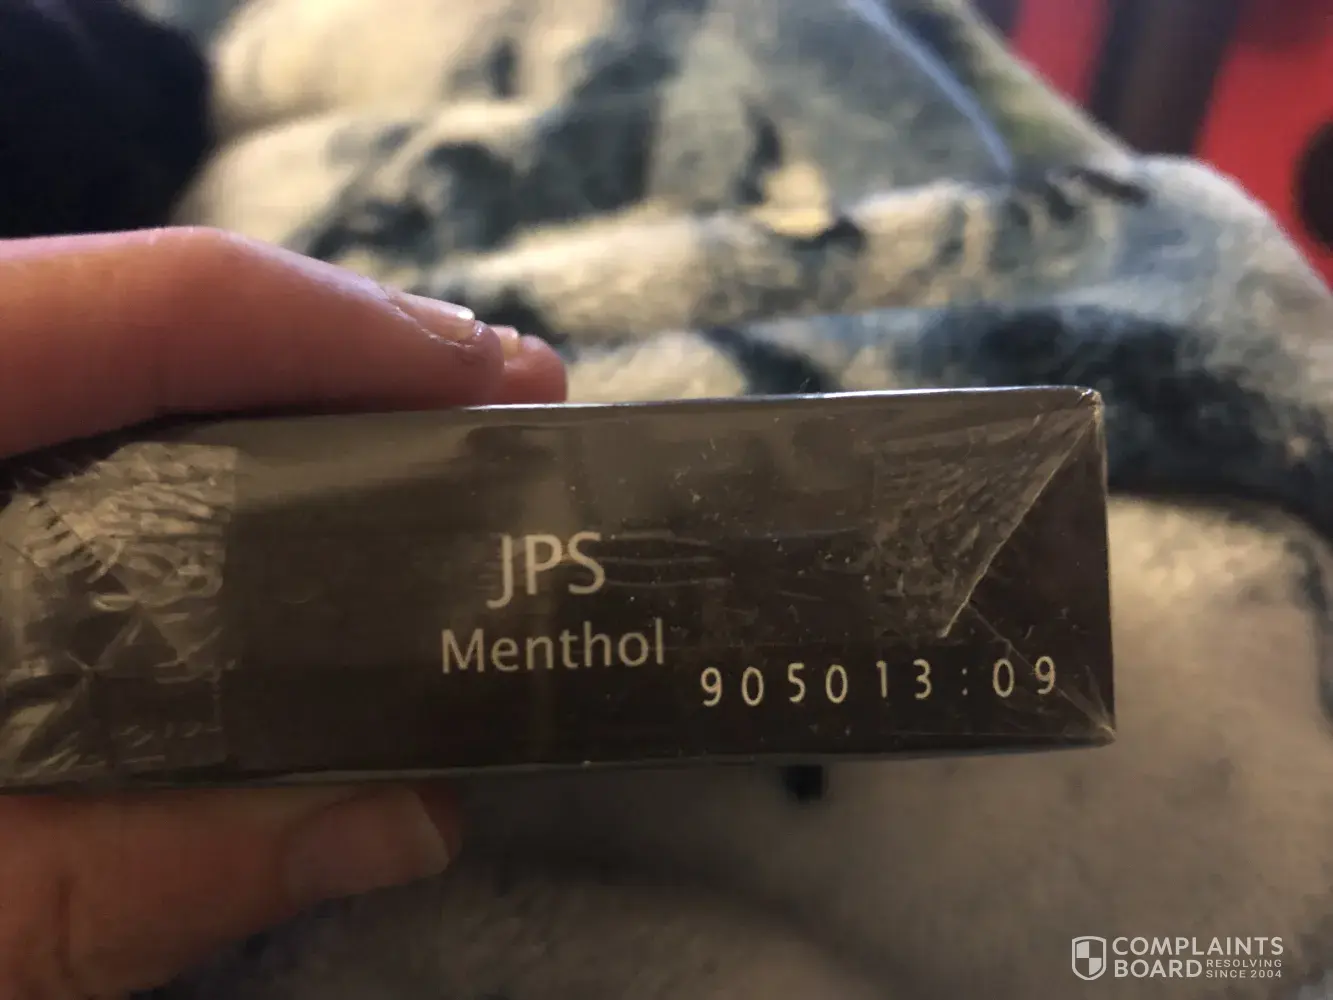 JPS
Menthol
905013:09
COMPLAINTS
BOARD RESOLVING
SINCE 2004